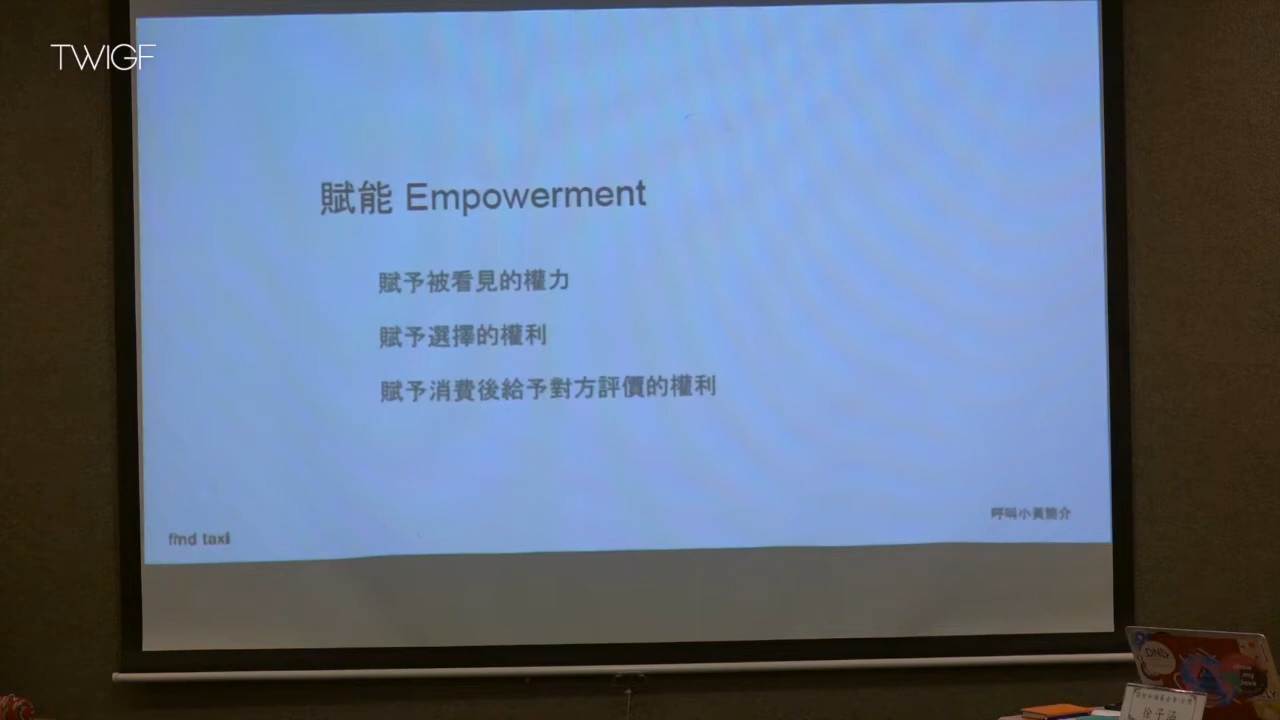 TWIGF
賦能 Empowerment
賦予被看見的權力
賦予選擇的權利
賦予消費後給予對方評價的權利
呼叫小黃簡介
find taxi
DNS